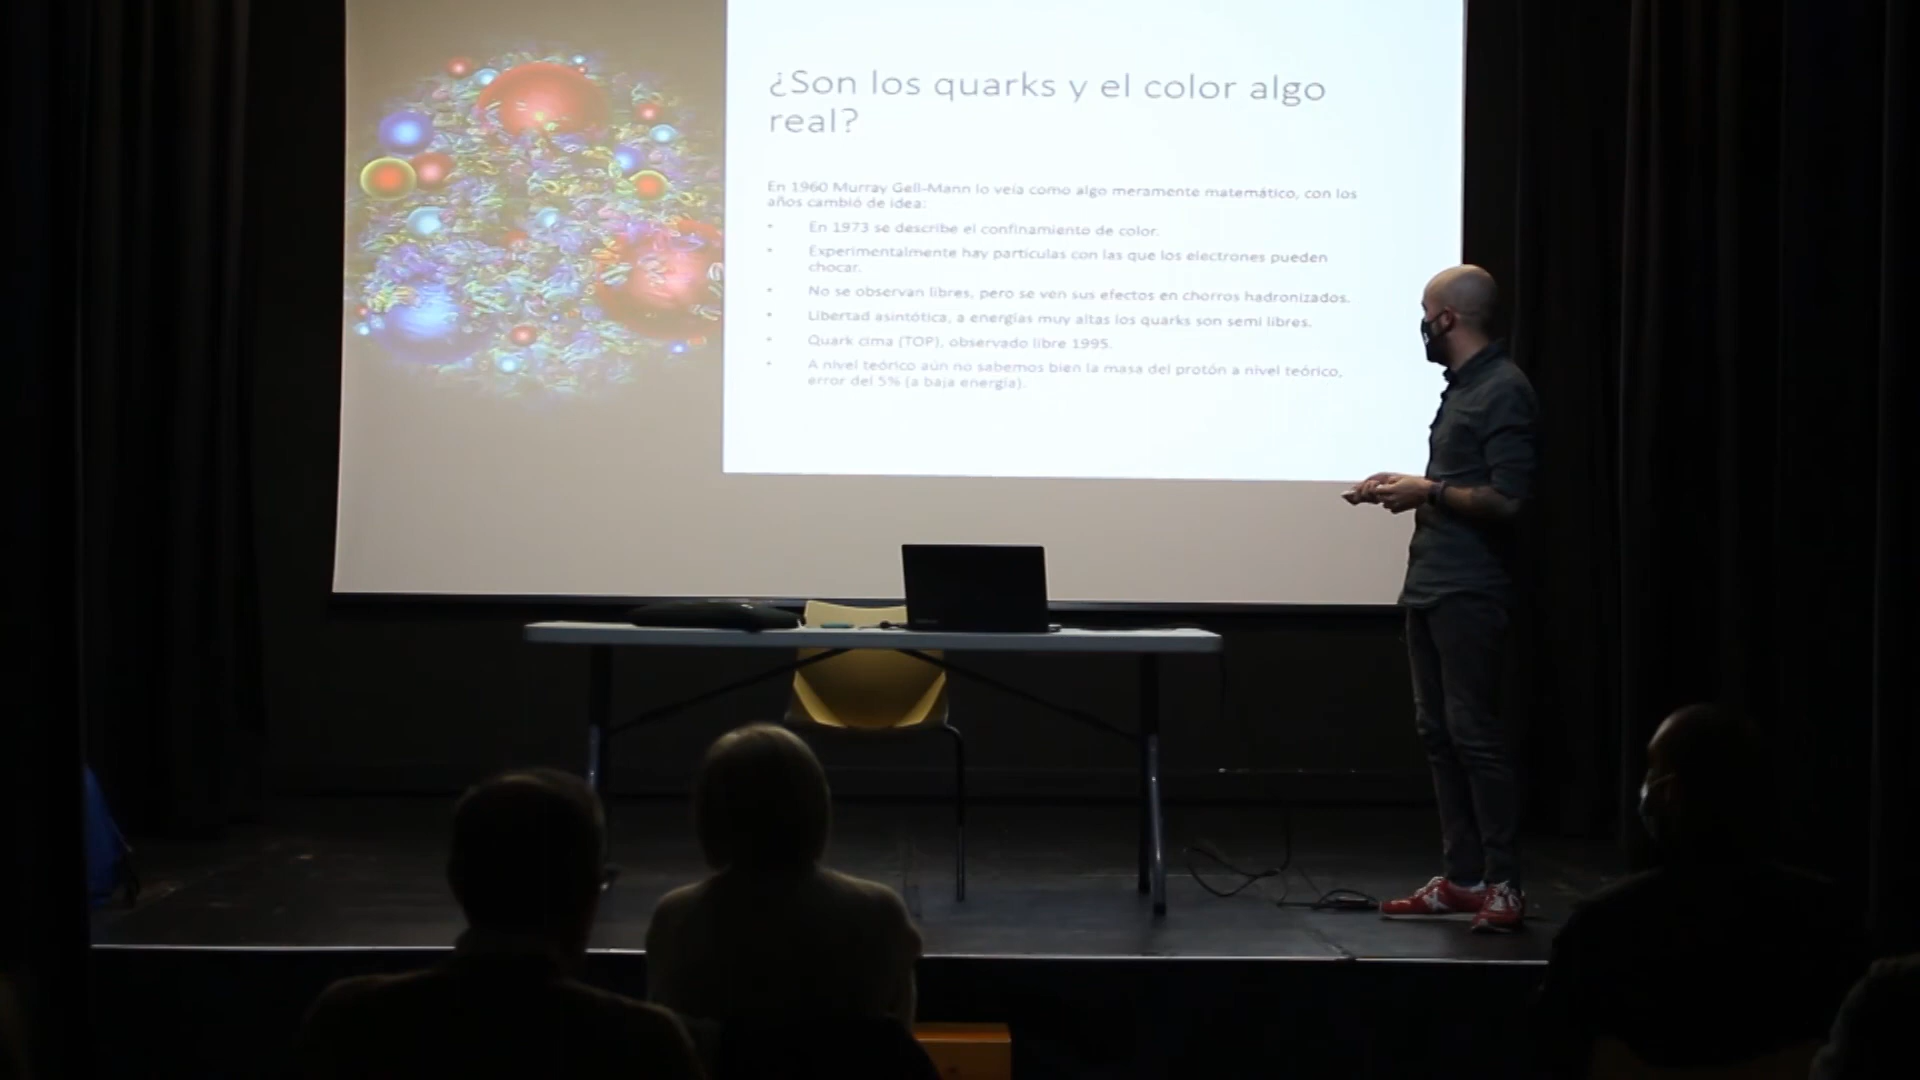 ¿Son los quarks y el color algo
real?
En 1960 Murray Gell-Mann lo veía como algo meramente matemático, con los
años cambió de idea:
• En 1973 se describe el confinamiento de color.
• Experimentalmente hay partículas con las que los electrones pueden
chocar.
• No se observan libres, pero se ven sus efectos en chorros hadronizados.
• Libertad asintótica, a energías muy altas los quarks son semi libres.
• Quark cima (TOP), observado libre 1995.
• A nivel teórico aún no sabemos bien la masa del protón a nivel teórico,
error del 5% (a baja energía).